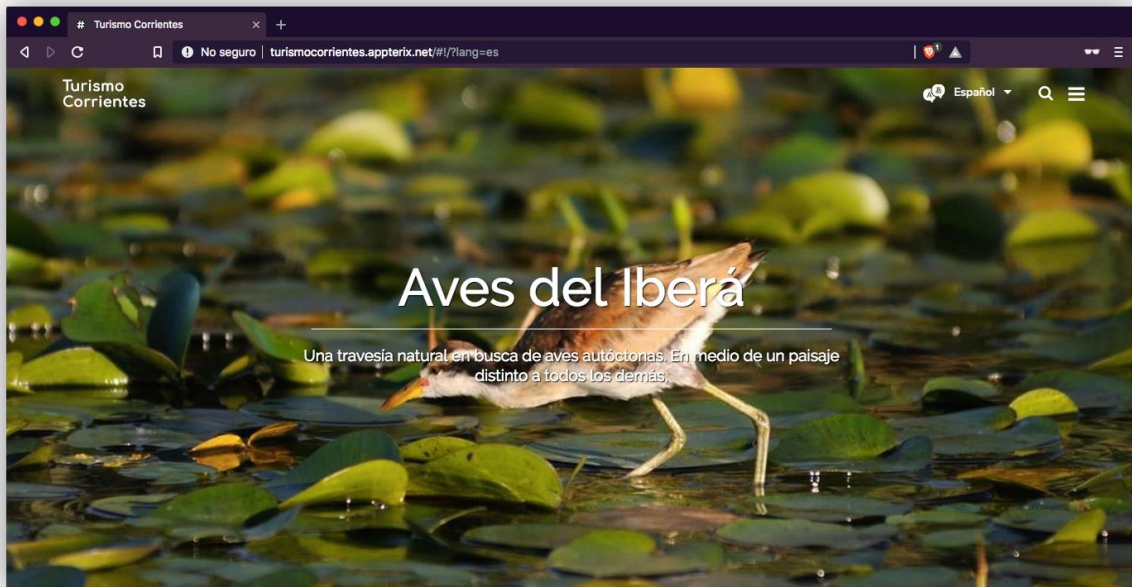 # Turismo Corrientes × +
No seguro | turismocorrientes.appterix.net/#!/?lang=es 1
Turismo
Corrientes
Español
Aves del Iberá
Una travesía natural en busca de aves autóctonas. En medio de un paisaje
distinto a todos los demás,